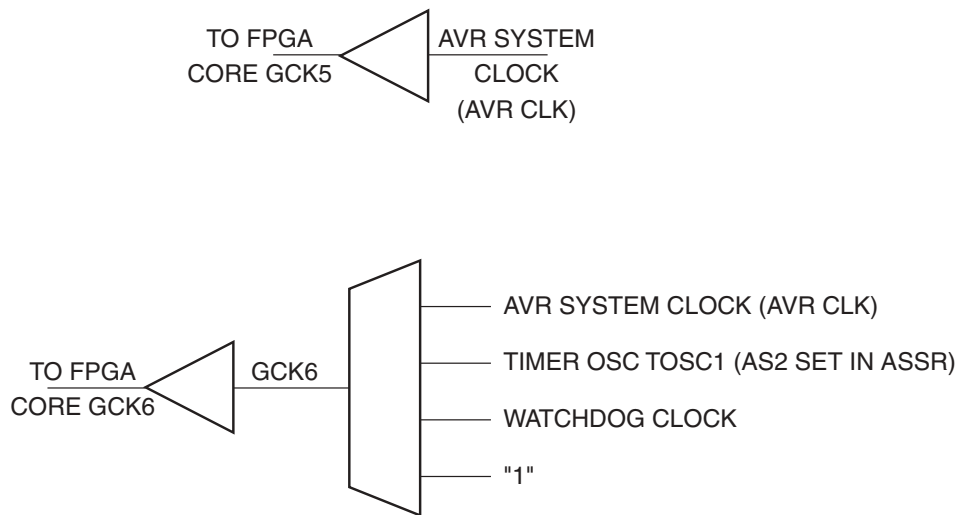 TO FPGA
CORE GCK5
AVR SYSTEM
CLOCK
(AVR CLK)
AVR SYSTEM CLOCK (AVR CLK)
TIMER OSC TOSC1 (AS2 SET IN ASSR)
TO FPGA
CORE GCK6
GCK6
WATCHDOG CLOCK
"1"